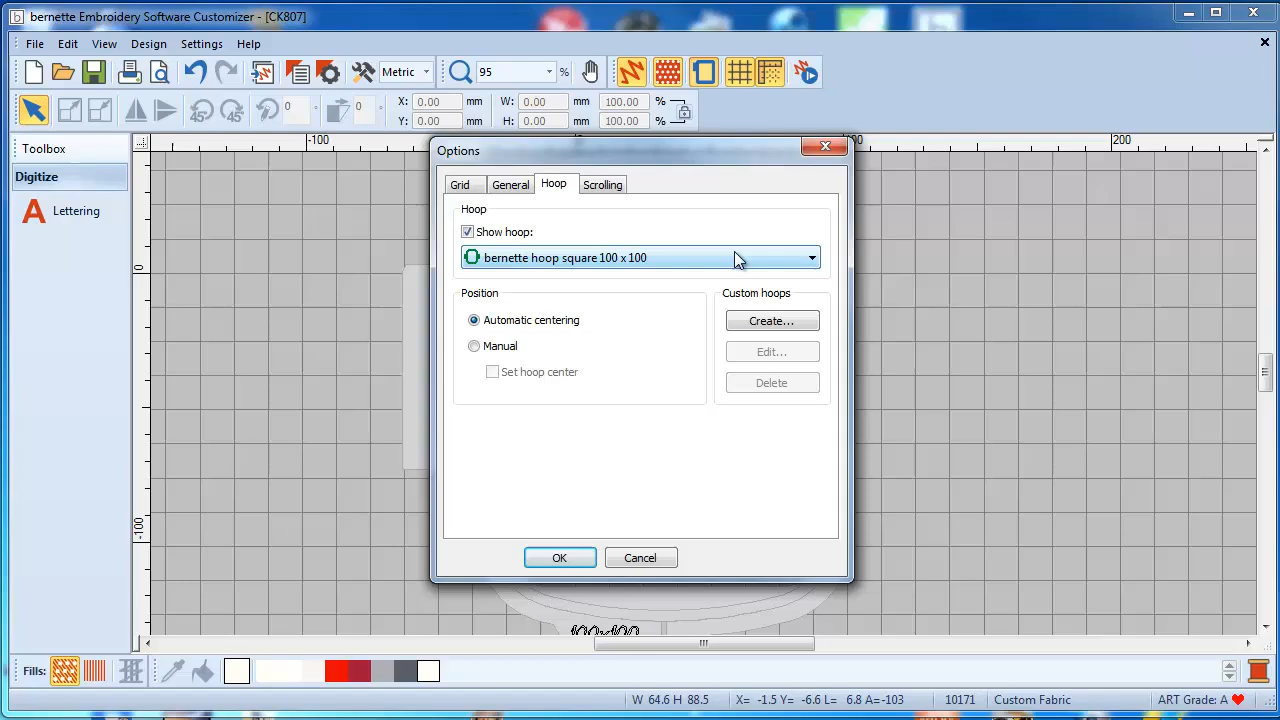 bernette Embroidery Software Customizer - [CK807]
File Edit View Design Settings Help
Metric 95 %
45 45 0 ° 0 ° X: 0.00 mm W: 0.00 mm 100.00 %
Y: 0.00 mm H: 0.00 mm 100.00 %
Toolbox
Digitize
Lettering
-100 200
0
-100
Options
Grid General Hoop Scrolling
Hoop
Show hoop:
bernette hoop square 100 x 100
Position
Automatic centering
Manual
Set hoop center
Custom hoops
Create...
Edit...
Delete
OK Cancel
100x100
Fills:
W 64.6 H 88.5 X= -1.5 Y= -6.6 L 6.8 A=-103 10171 Custom Fabric ART Grade: A